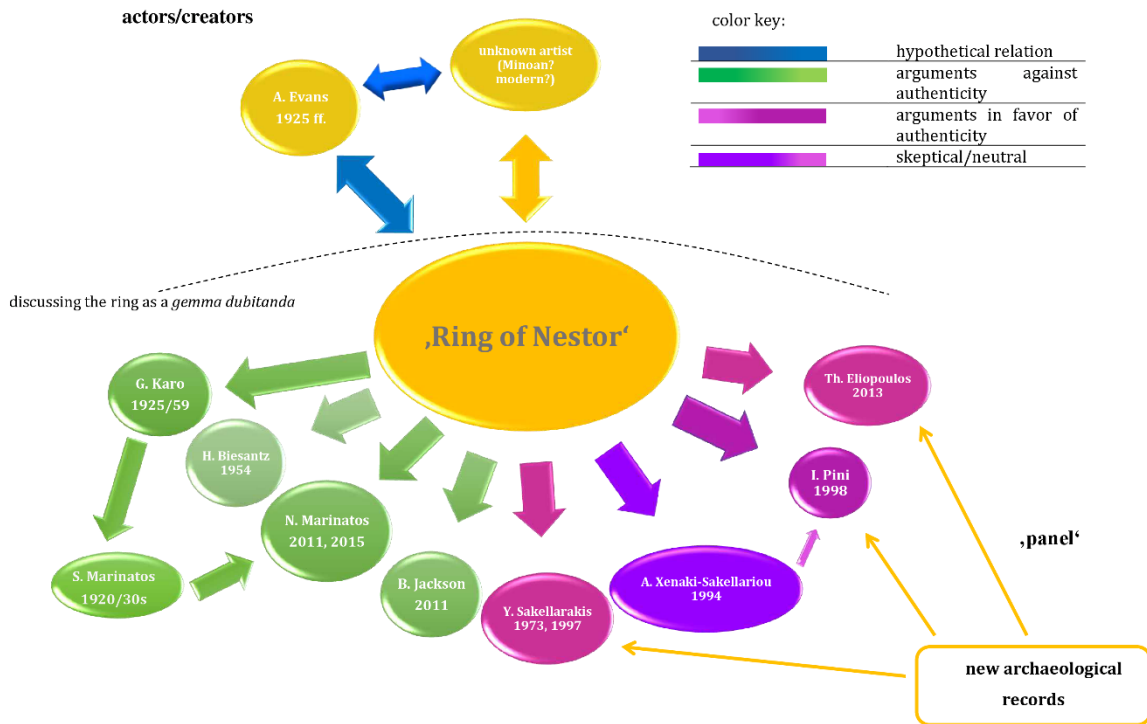 actors/creators
color key:
unknown artist
(Minoan?
modern?)
A. Evans
1925 ff.
hypothetical relation
arguments against
authenticity
arguments in favor of
authenticity
skeptical/neutral
discussing the ring as a gemma dubitanda
‚Ring of Nestor‘
G. Karo
1925/59
Th. Eliopoulos
2013
H. Biesantz
1954
I. Pini
1998
N. Marinatos
2011, 2015
‚panel‘
S. Marinatos
1920/30s
B. Jackson
2011
Y. Sakellarakis
1973, 1997
A. Xenaki-Sakellariou
1994
new archaeological
records